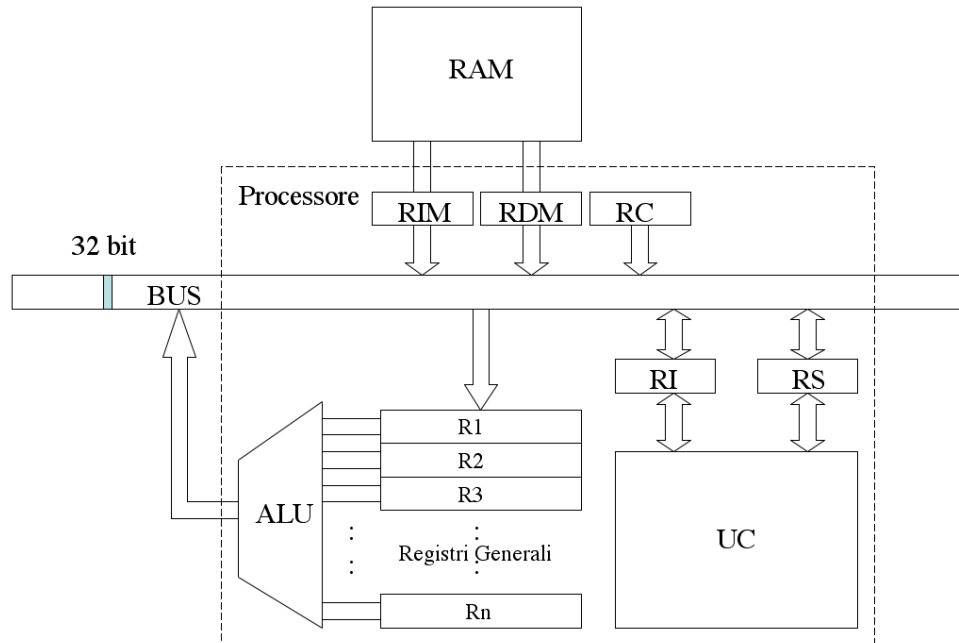 RAM
Processore
RIM
RDM
RC
32 bit
BUS
RI
RS
R1
R2
R3
ALU
UC
Registri Generali
Rn